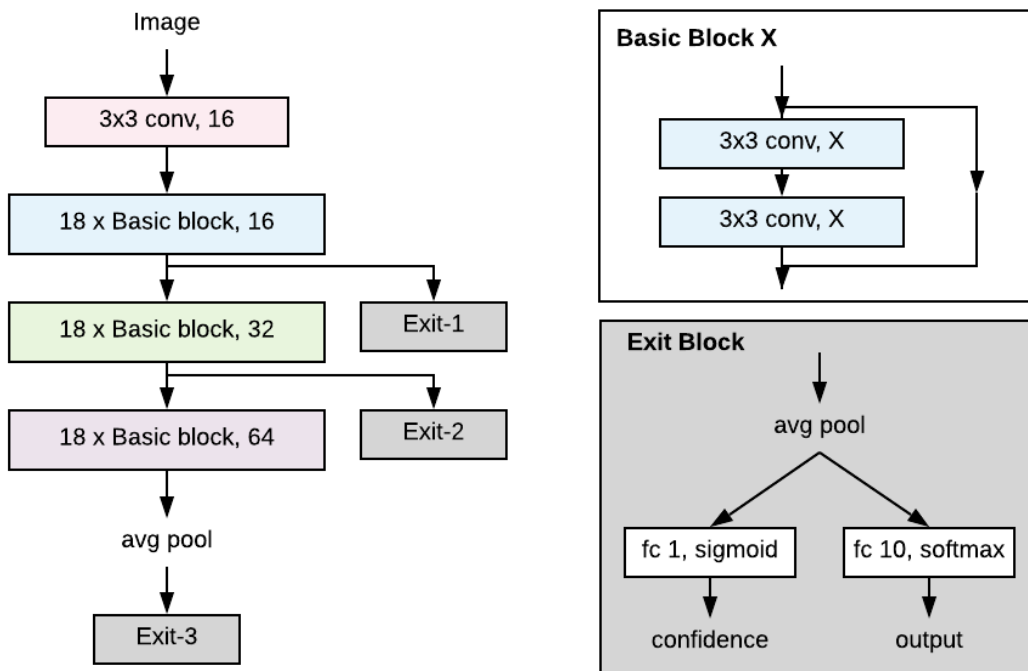 Image
3x3 conv, 16
18 x Basic block, 16
Exit-1
18 x Basic block, 32
Exit-2
18 x Basic block, 64
avg pool
Exit-3
Basic Block X
3x3 conv, X
3x3 conv, X
Exit Block
avg pool
fc 1, sigmoid
fc 10, softmax
confidence
output